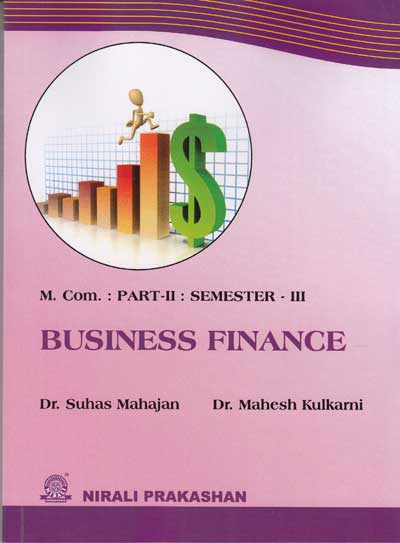 M. Com. : PART-II : SEMESTER - III
BUSINESS FINANCE
Dr. Suhas Mahajan Dr. Mahesh Kulkarni
NIRALI PRAKASHAN